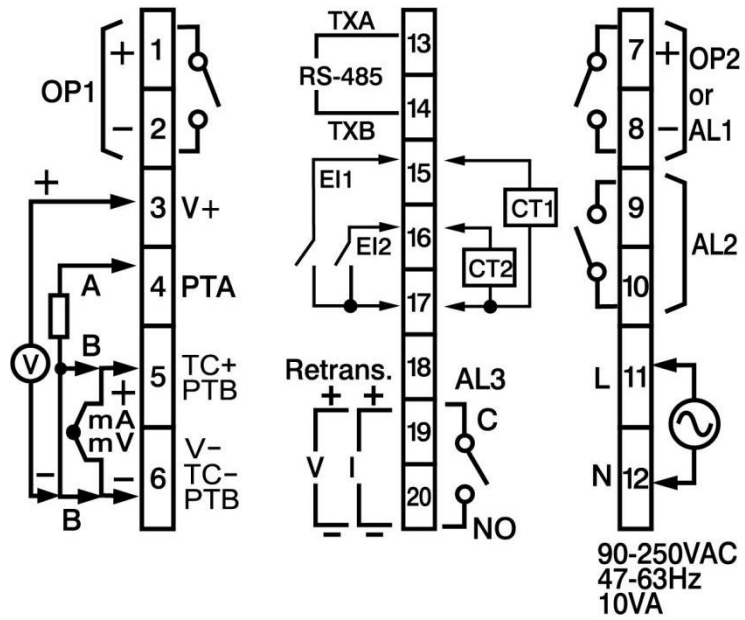 OP1
+
−
1
2
+
3
V+
A
4
PTA
V
B
5
TC+
PTB
+
mA
mV
6
V−
TC−
PTB
−
−
B
TXA
RS-485
TXB
13
14
15
16
17
18
19
20
EI1
EI2
CT1
CT2
Retrans.
+
+
V
I
−
−
AL3
C
NO
7
8
9
10
11
12
+
−
OP2
or
AL1
AL2
L
N
90-250VAC
47-63Hz
10VA